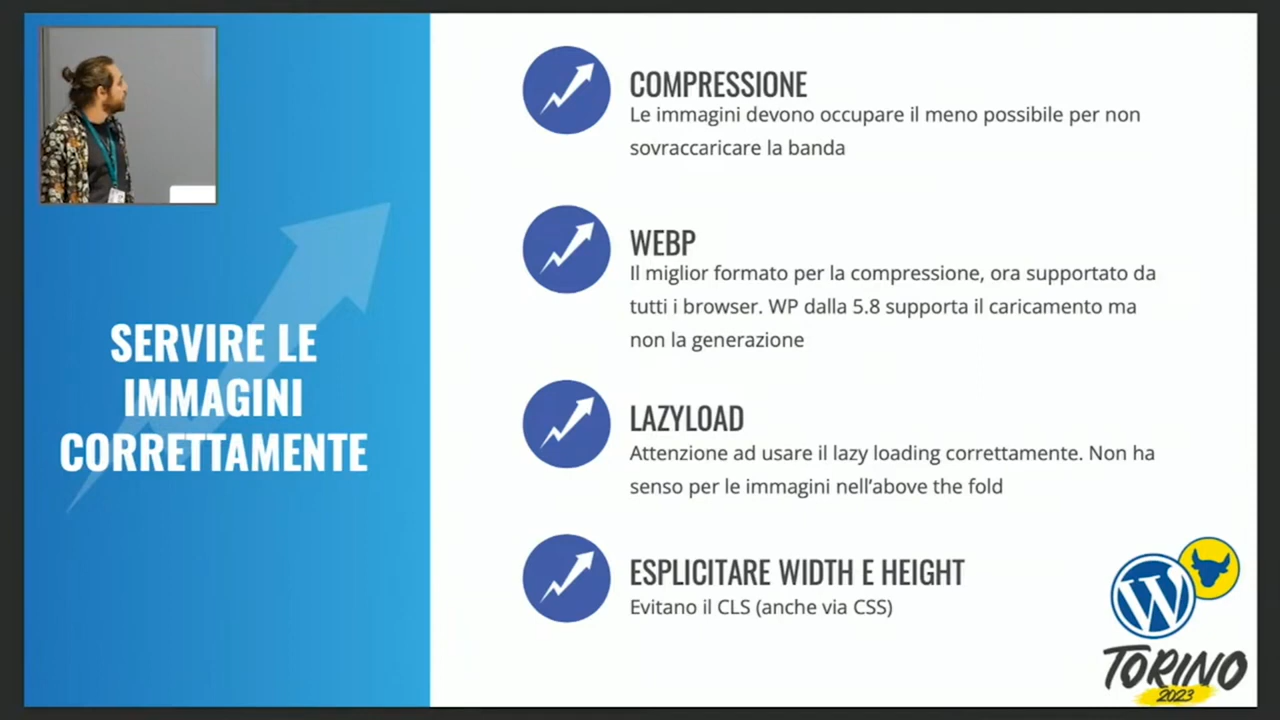 SERVIRE LE
IMMAGINI
CORRETTAMENTE
COMPRESSIONE
Le immagini devono occupare il meno possibile per non
sovraccaricare la banda
WEBP
Il miglior formato per la compressione, ora supportato da
tutti i browser. WP dalla 5.8 supporta il caricamento ma
non la generazione
LAZYLOAD
Attenzione ad usare il lazy loading correttamente. Non ha
senso per le immagini nell’above the fold
ESPLICITARE WIDTH E HEIGHT
Evitano il CLS (anche via CSS)
W
TORINO
2023